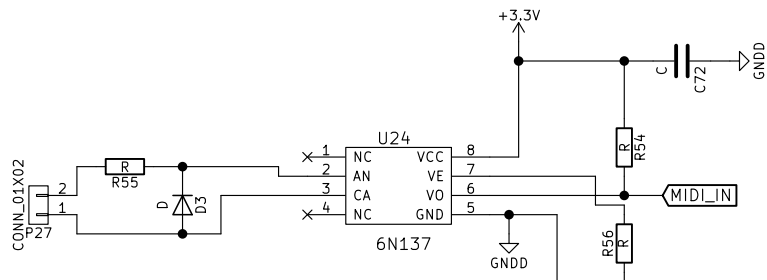 +3.3V
C
C72
GNDD
U24
R
R54
1 NC VCC 8
R
R55
2 AN VE 7
3 CA VO 6
MIDI_IN
4 NC GND 5
D
D3
CONN_01X02
2
1
P27
6N137
GNDD
R56
R